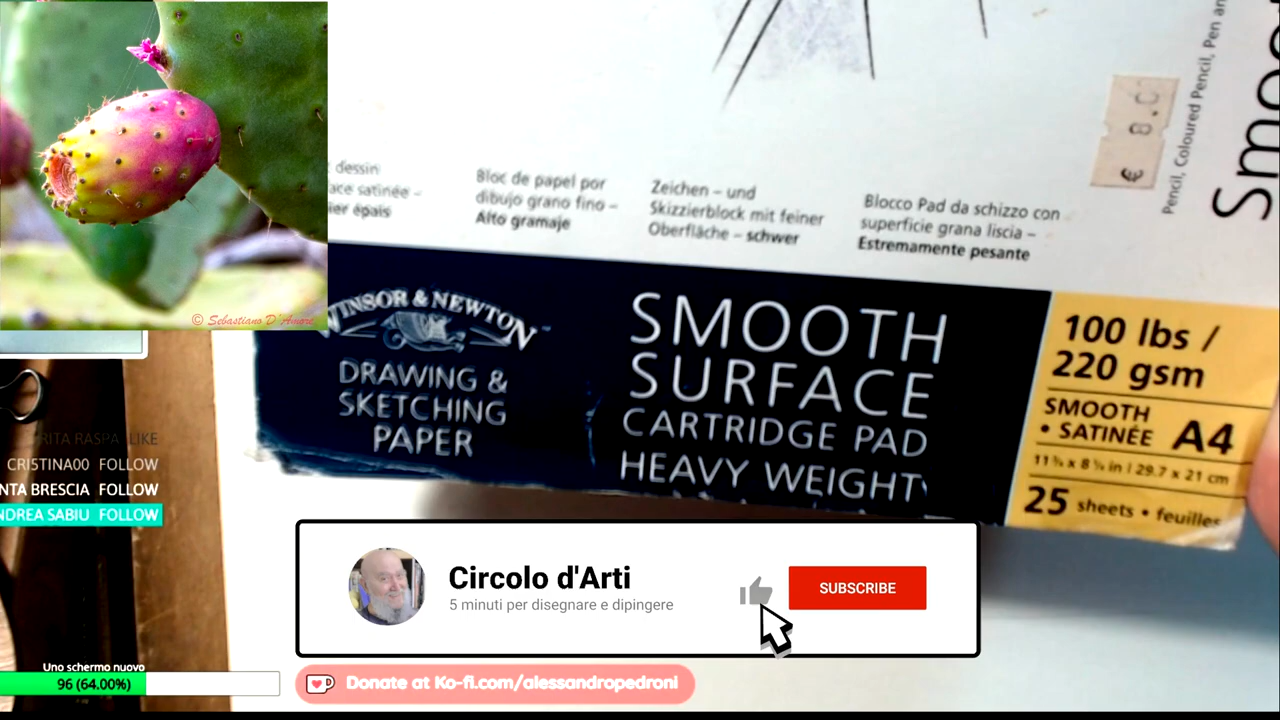 © Sebastiano D'Amore
dessin
ace satinée –
ier épais
Bloc de papel por
dibujo grano fino –
Alto gramaje
Zeichen – und
Skizzierblock mit feiner
Oberfläche – schwer
Blocco Pad da schizzo con
superficie grana liscia –
Estremamente pesante
€ 8.0
Pencil, Coloured Pencil, Pen an
Smoo
WINSOR & NEWTON
DRAWING &
SKETCHING
PAPER
SMOOTH
SURFACE
CARTRIDGE PAD
HEAVY WEIGHT
100 lbs /
220 gsm
SMOOTH
• SATINÉE A4
11 ¾ x 8 ¼ in | 29.7 x 21 cm
25 sheets • feuilles
RITA RASPA LIKE
CRISTINA00 FOLLOW
NTA BRESCIA FOLLOW
NDREA SABIU FOLLOW
Circolo d'Arti
5 minuti per disegnare e dipingere
SUBSCRIBE
Uno schermo nuovo
96 (64.00%)
Donate at Ko-fi.com/alessandropedroni